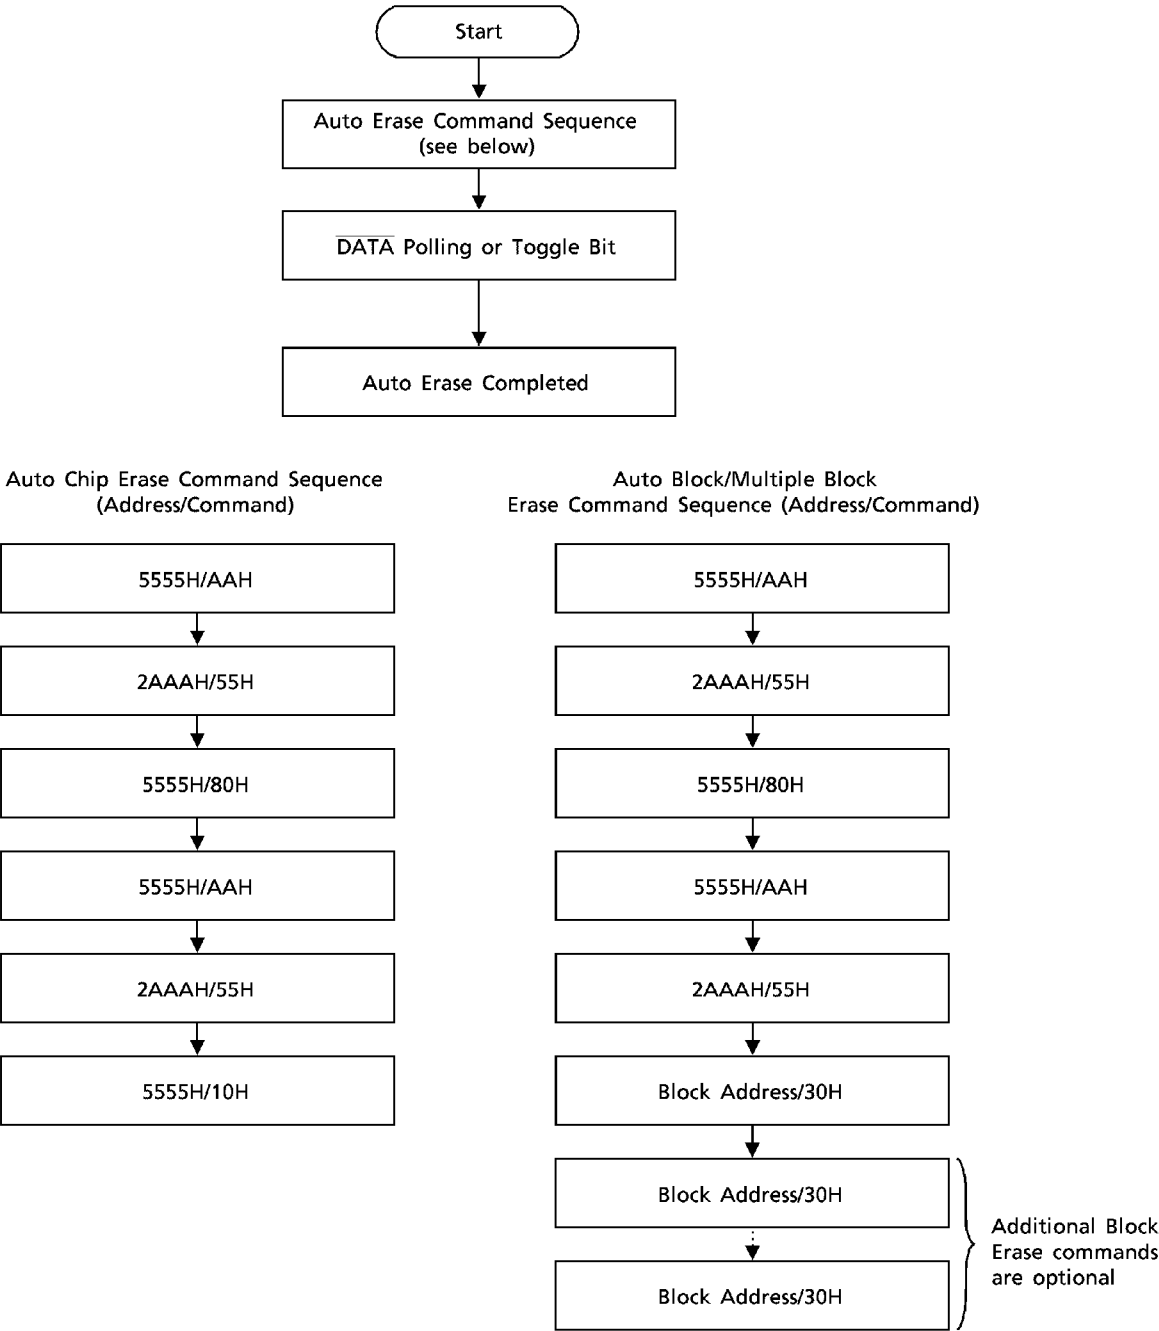 Start
Auto Erase Command Sequence
(see below)
DATA Polling or Toggle Bit
Auto Erase Completed
Auto Chip Erase Command Sequence
(Address/Command)
5555H/AAH
2AAAH/55H
5555H/80H
5555H/AAH
2AAAH/55H
5555H/10H
Auto Block/Multiple Block
Erase Command Sequence (Address/Command)
5555H/AAH
2AAAH/55H
5555H/80H
5555H/AAH
2AAAH/55H
Block Address/30H
Block Address/30H
Block Address/30H
Additional Block
Erase commands
are optional